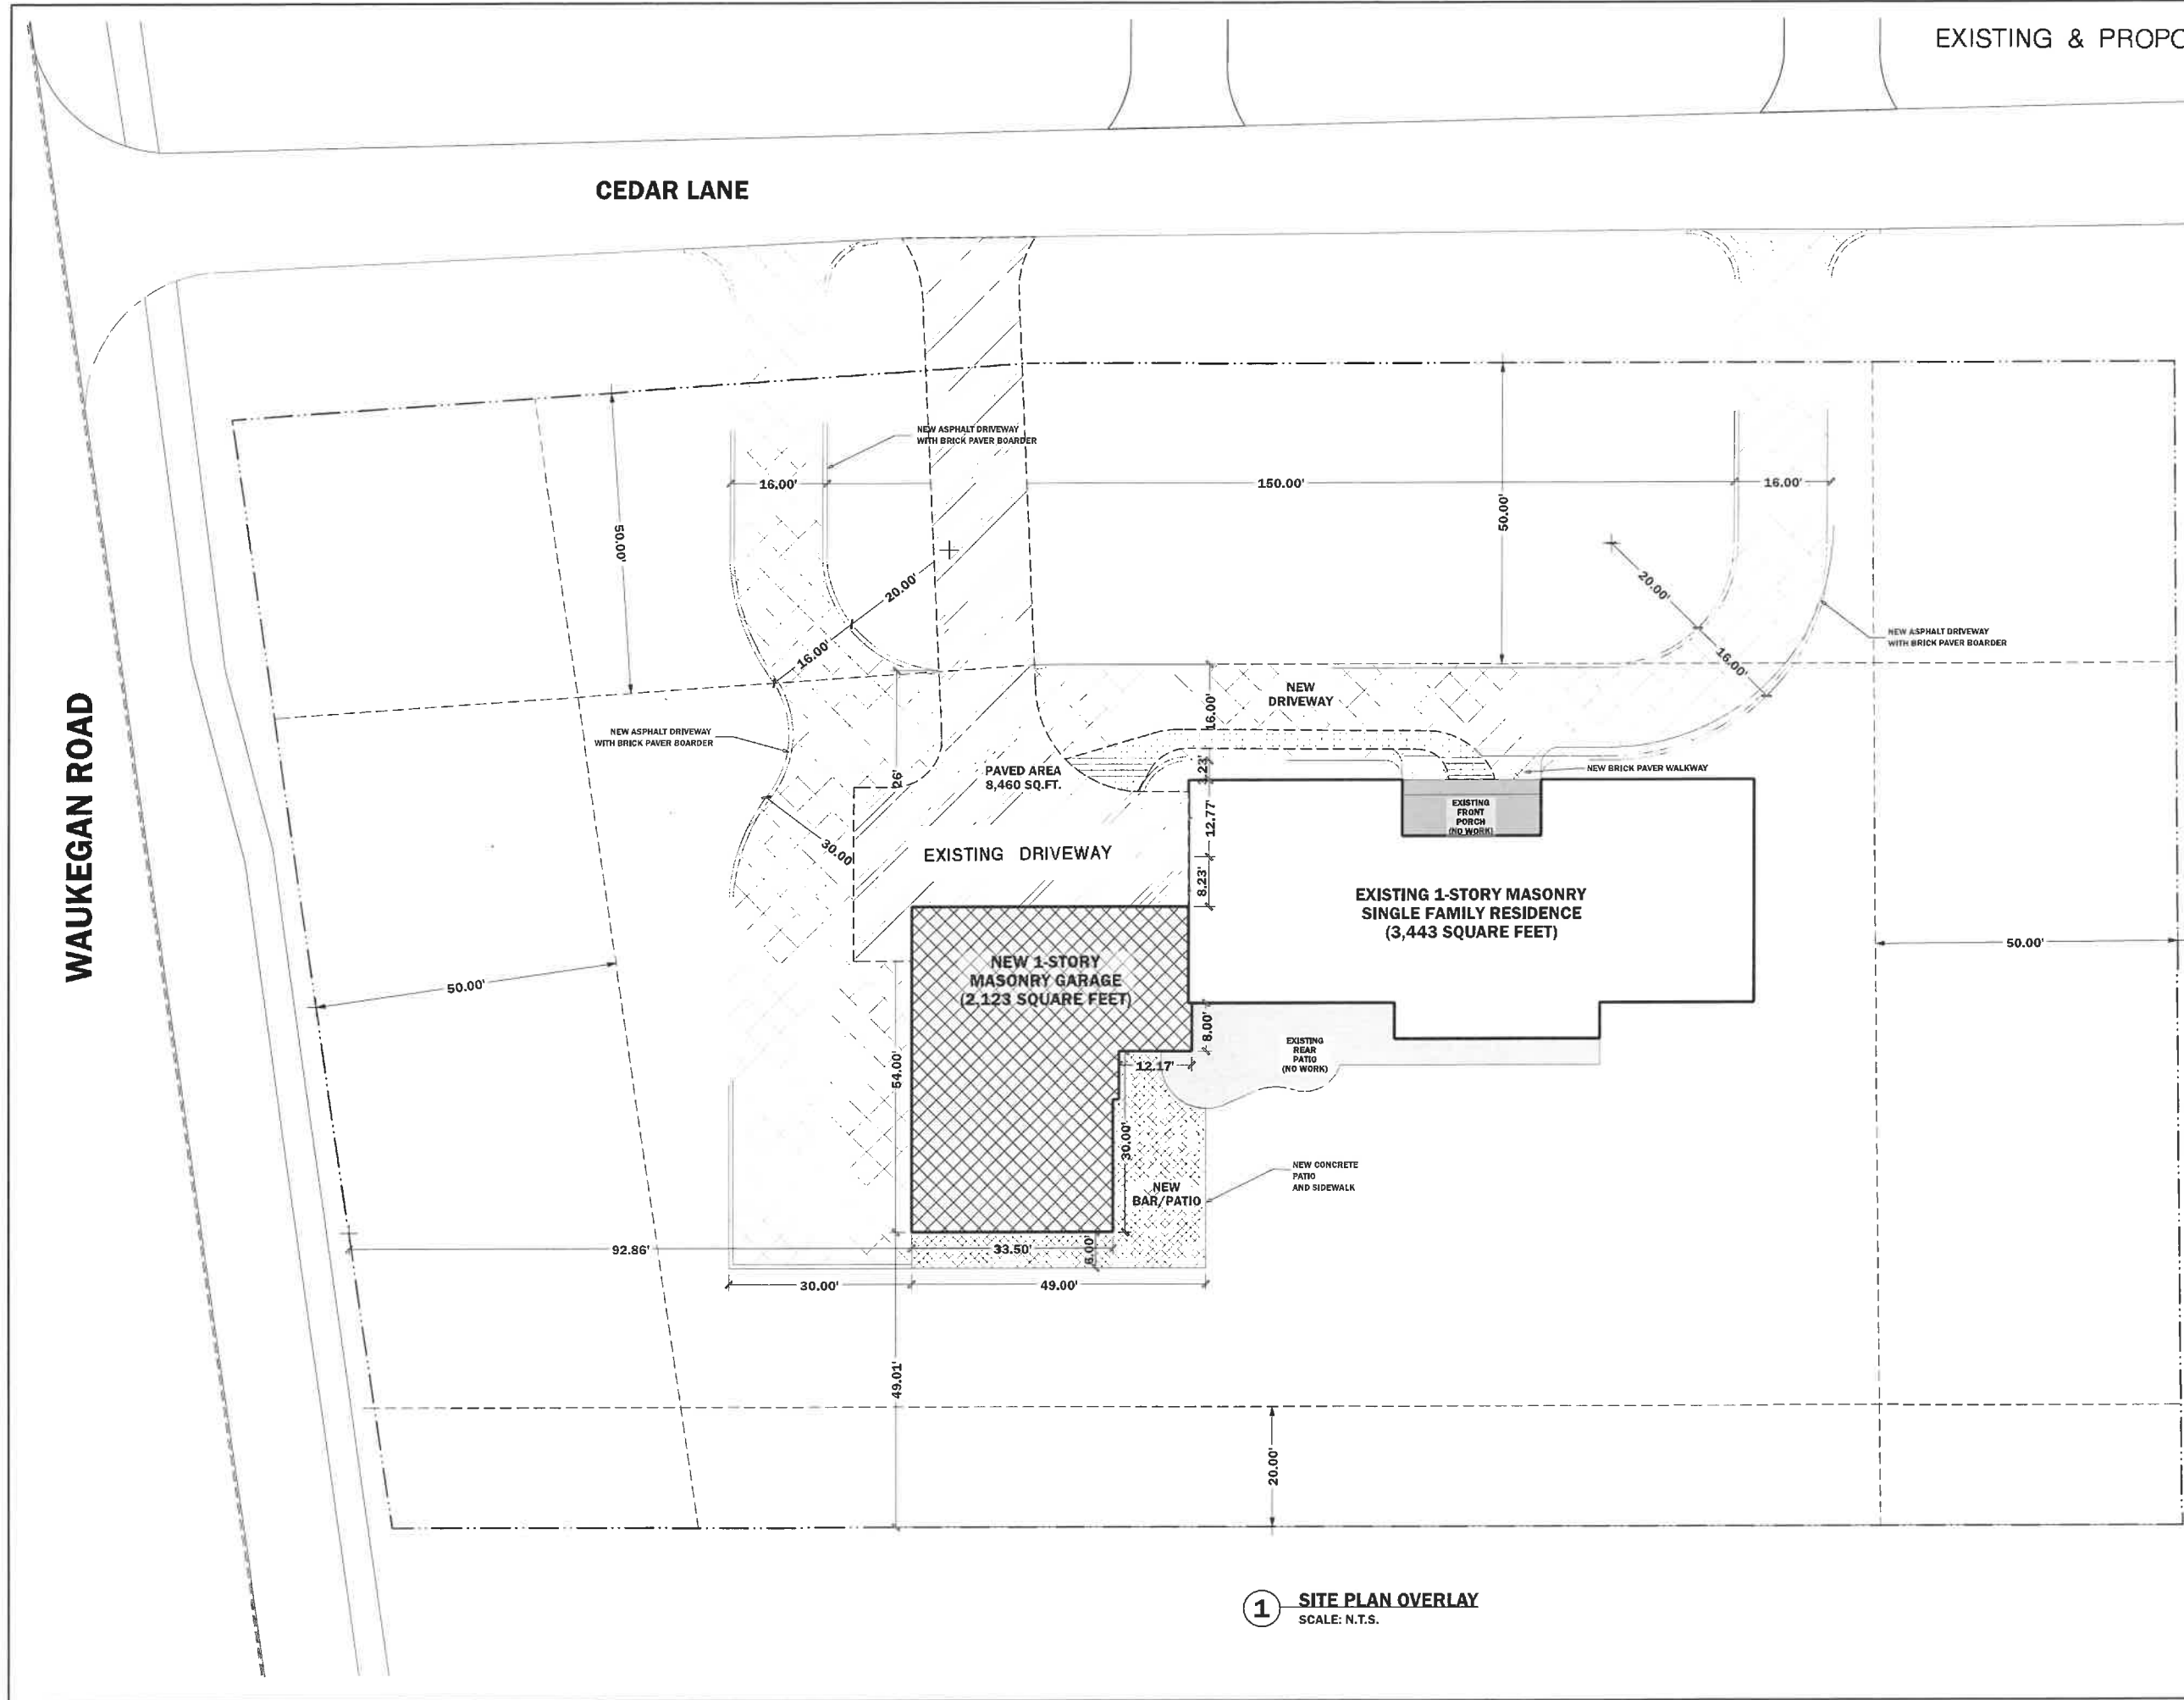 EXISTING & PROPO
CEDAR LANE
WAUKEGAN ROAD
NEW ASPHALT DRIVEWAY
WITH BRICK PAVER BOARDER
16.00'
150.00'
16.00'
50.00'
50.00'
20.00'
16.00'
20.00'
16.00'
NEW ASPHALT DRIVEWAY
WITH BRICK PAVER BOARDER
NEW
DRIVEWAY
16.00'
NEW ASPHALT DRIVEWAY
WITH BRICK PAVER BOARDER
26'
PAVED AREA
8,460 SQ.FT.
3.23'
NEW BRICK PAVER WALKWAY
EXISTING
FRONT
PORCH
(NO WORK)
12.77'
30.00
EXISTING DRIVEWAY
8.23'
EXISTING 1-STORY MASONRY
SINGLE FAMILY RESIDENCE
(3,443 SQUARE FEET)
50.00'
50.00'
NEW 1-STORY
MASONRY GARAGE
(2,123 SQUARE FEET)
8.00'
EXISTING
REAR
PATIO
(NO WORK)
54.00'
12.17'
30.00'
NEW CONCRETE
PATIO
AND SIDEWALK
NEW
BAR/PATIO
92.86'
33.50'
6.00'
30.00'
49.00'
49.01'
20.00'
1
SITE PLAN OVERLAY
SCALE: N.T.S.